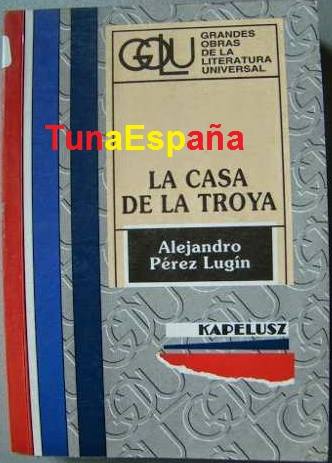 GOLU
GRANDES
OBRAS
DE LA
LITERATURA
UNIVERSAL
TunaEspaña
LA CASA
DE LA TROYA
Alejandro
Pérez Lugín
KAPELUSZ